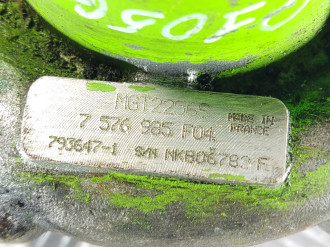 MGT2256S
MADE IN
FRANCE
7 576 985 F04
793647-1 S/N NKB06783 F